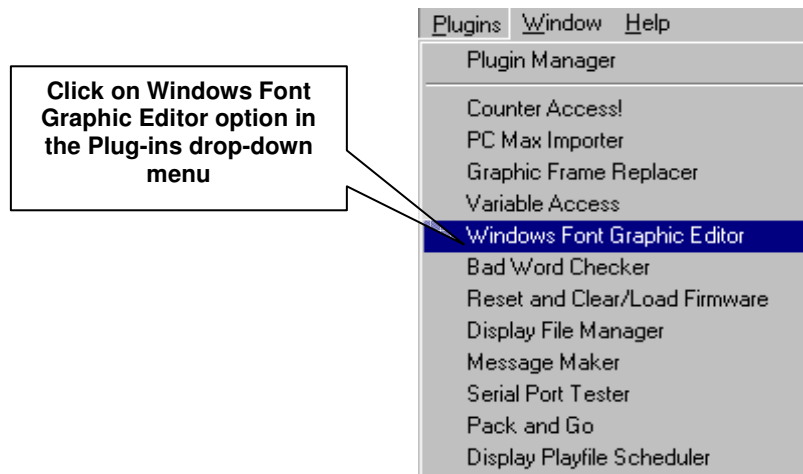 Plugins Window Help
Plugin Manager
Click on Windows Font
Graphic Editor option in
the Plug-ins drop-down
menu
Counter Access!
PC Max Importer
Graphic Frame Replacer
Variable Access
Windows Font Graphic Editor
Bad Word Checker
Reset and Clear/Load Firmware
Display File Manager
Message Maker
Serial Port Tester
Pack and Go
Display Playfile Scheduler